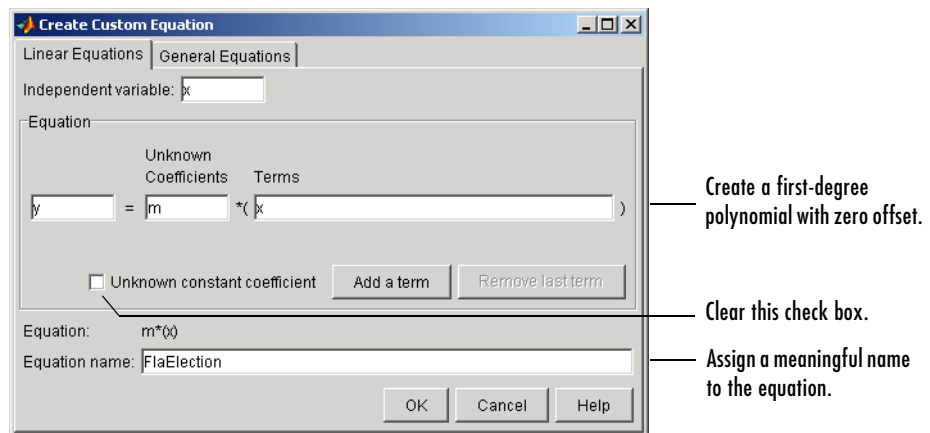 Create Custom Equation
Linear Equations General Equations
Independent variable: x
Equation
Unknown
Coefficients Terms
y = m *( x )
Create a first-degree
polynomial with zero offset.
Unknown constant coefficient Add a term Remove last term
Clear this check box.
Equation: m*(x)
Equation name: FlaElection
Assign a meaningful name
to the equation.
OK Cancel Help